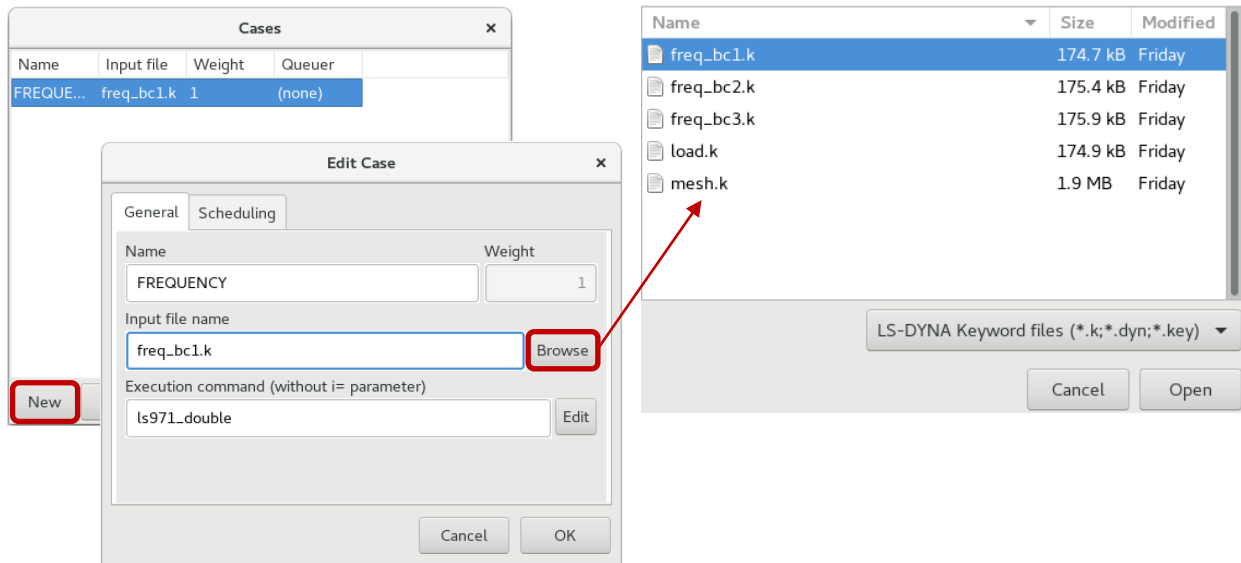 Cases ×
Name Input file Weight Queuer
FREQUE... freq_bc1.k 1 (none)
New
Edit Case ×
General Scheduling
Name Weight
FREQUENCY 1
Input file name
freq_bc1.k Browse
Execution command (without i= parameter)
ls971_double Edit
Cancel OK
Name Size Modified
freq_bc1.k 174.7 kB Friday
freq_bc2.k 175.4 kB Friday
freq_bc3.k 175.9 kB Friday
load.k 174.9 kB Friday
mesh.k 1.9 MB Friday
LS-DYNA Keyword files (*.k;*.dyn;*.key)
Cancel Open